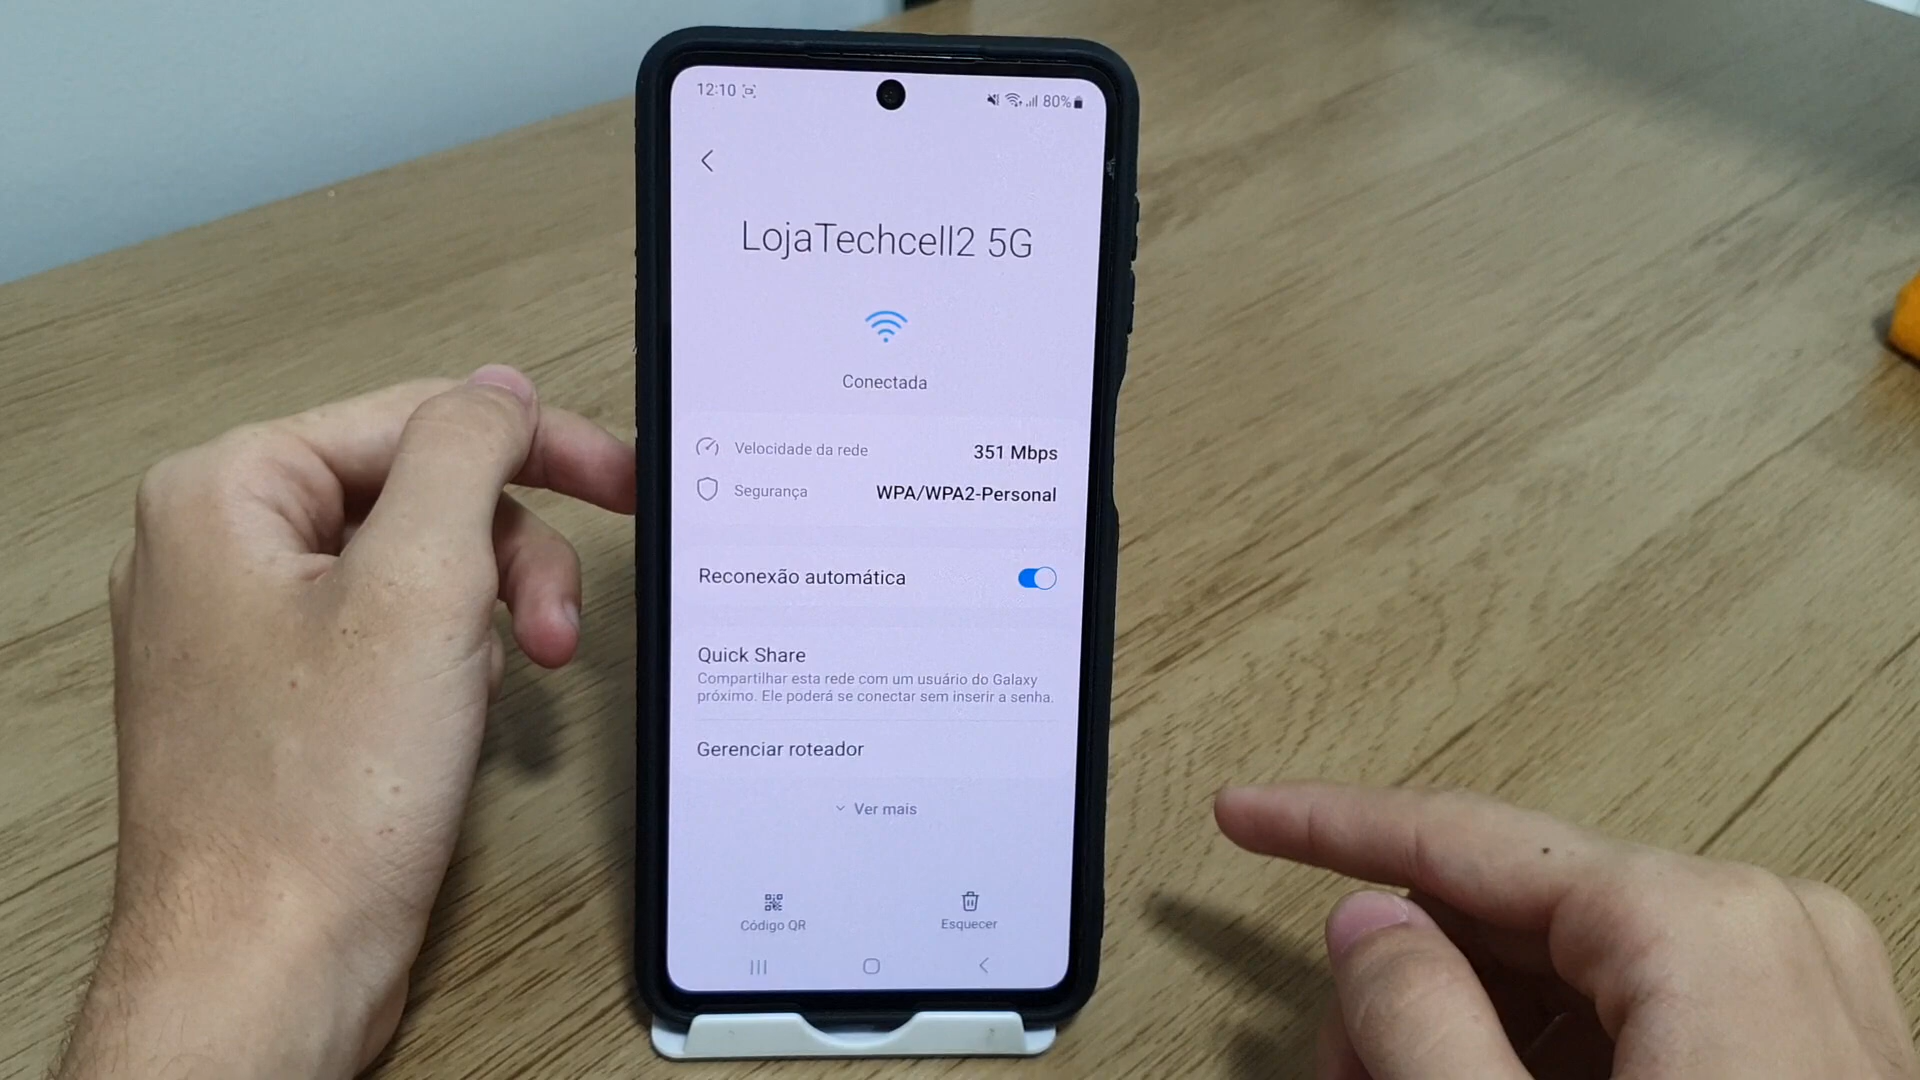 12:10
80%
LojaTechcell2 5G
Conectada
Velocidade da rede 351 Mbps
Segurança WPA/WPA2-Personal
Reconexão automática
Quick Share
Compartilhar esta rede com um usuário do Galaxy
próximo. Ele poderá se conectar sem inserir a senha.
Gerenciar roteador
Ver mais
Código QR
Esquecer